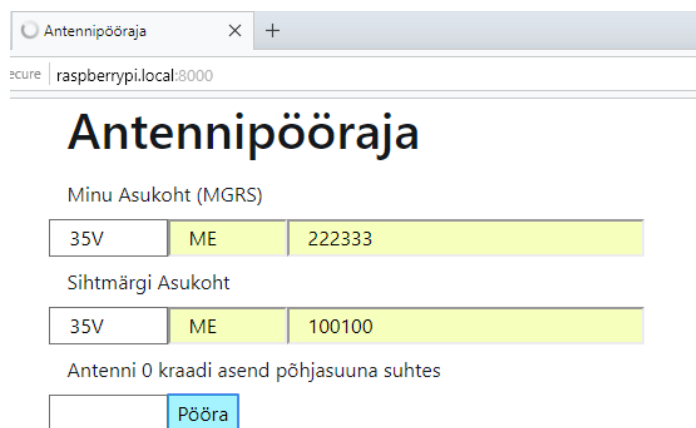 Antennipööraja
ecure raspberrypi.local:8000
Antennipööraja
Minu Asukoht (MGRS)
35V ME 222333
Sihtmärgi Asukoht
35V ME 100100
Antenni 0 kraadi asend põhjasuuna suhtes
Pööra